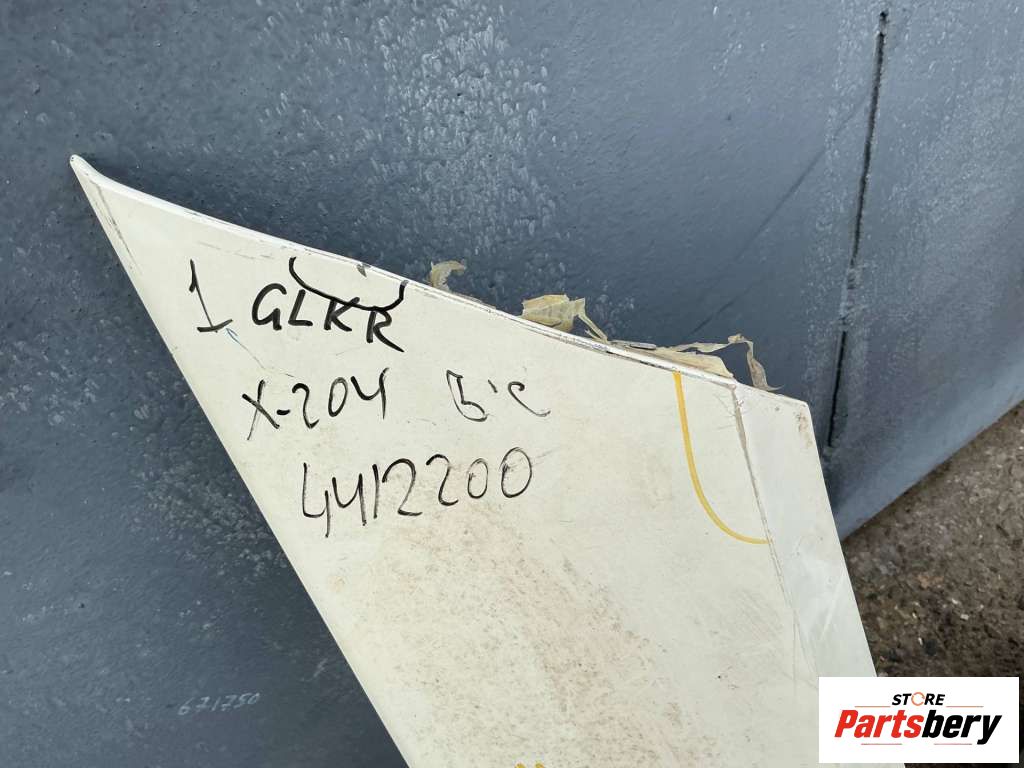 1 GLKR
X-204 Б'С
4412200
671750
STORE
Partsbery